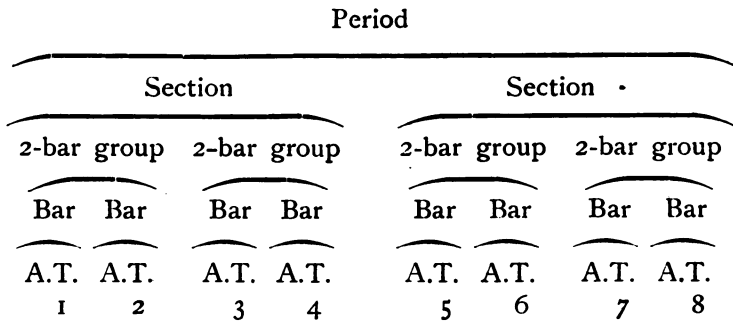 Period
Section Section
2-bar group 2-bar group 2-bar group 2-bar group
Bar Bar Bar Bar Bar Bar Bar Bar
A.T. A.T. A.T. A.T. A.T. A.T. A.T. A.T.
1 2 3 4 5 6 7 8